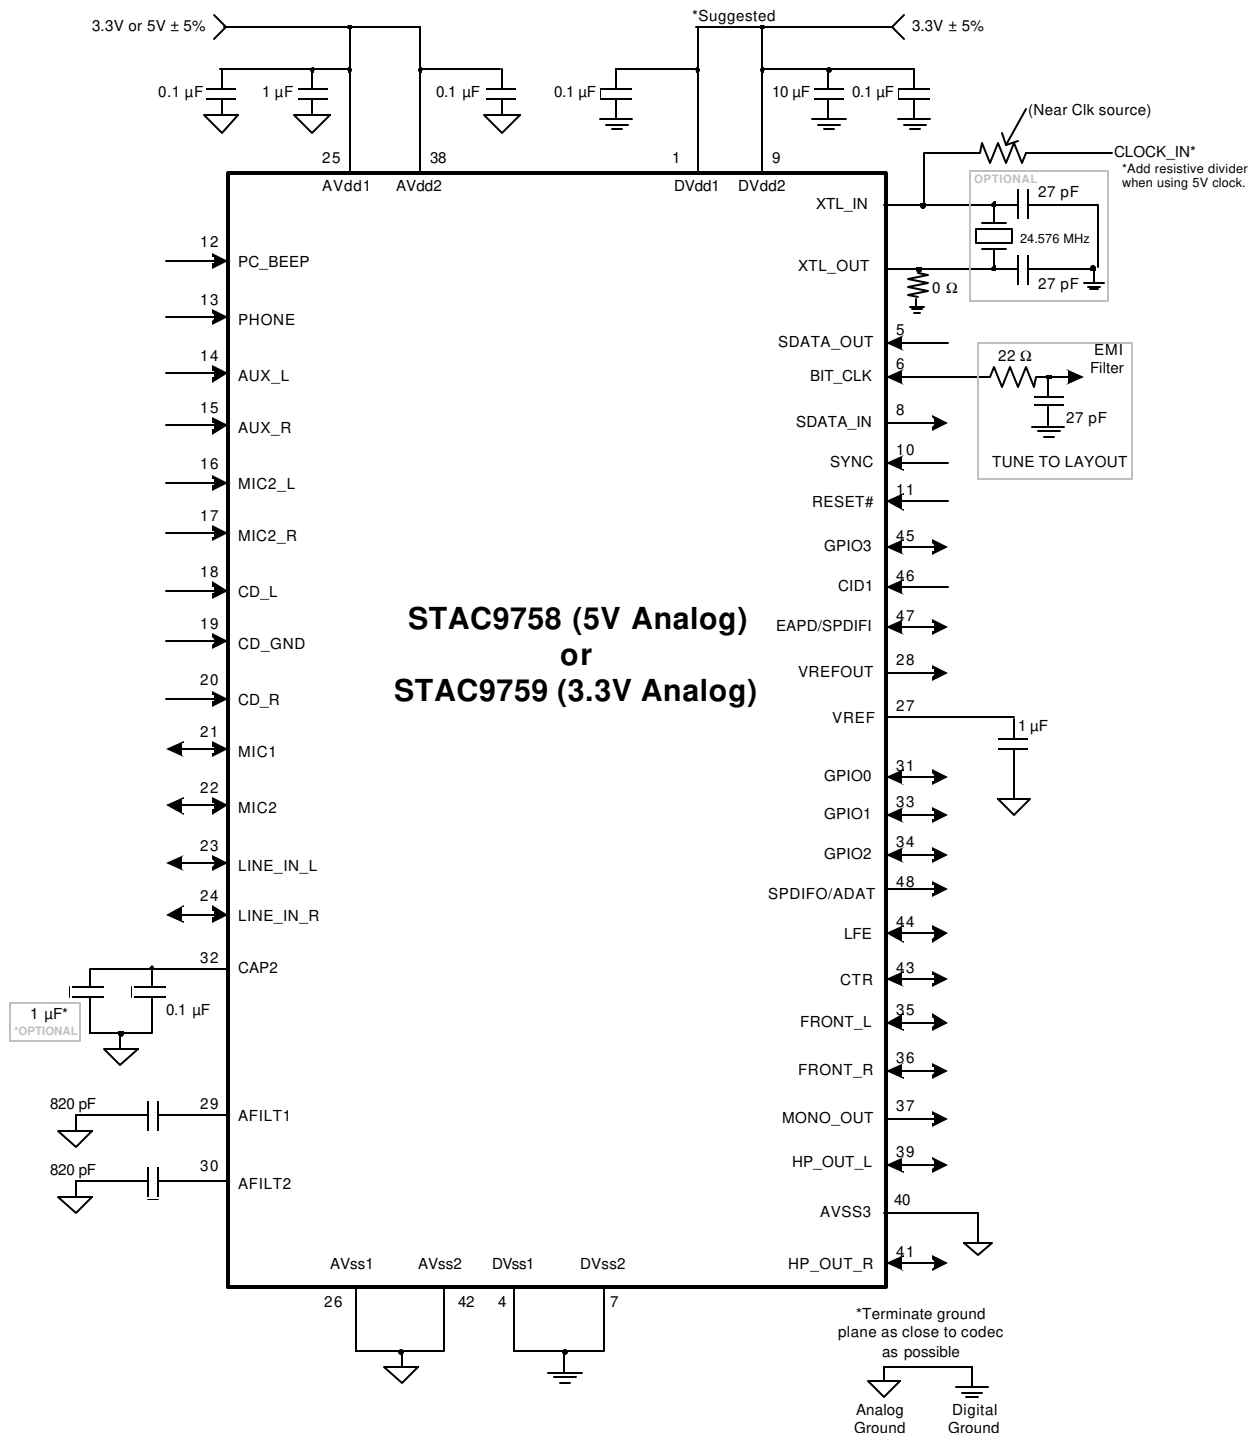 *Suggested
3.3V or 5V ± 5%
3.3V ± 5%
0.1 µF
1 µF
0.1 µF
0.1 µF
10 µF
0.1 µF
(Near Clk source)
CLOCK_IN*
*Add resistive divider
when using 5V clock.
25
38
1
9
AVdd1
AVdd2
DVdd1
DVdd2
OPTIONAL
27 pF
24.576 MHz
27 pF
XTL_IN
XTL_OUT
0 Ω
12
PC_BEEP
13
PHONE
14
AUX_L
15
AUX_R
16
MIC2_L
17
MIC2_R
18
CD_L
19
CD_GND
20
CD_R
21
MIC1
22
MIC2
23
LINE_IN_L
24
LINE_IN_R
32
CAP2
1 µF*
*OPTIONAL
0.1 µF
820 pF
29
AFILT1
820 pF
30
AFILT2
STAC9758 (5V Analog)
or
STAC9759 (3.3V Analog)
SDATA_OUT
5
BIT_CLK
6
22 Ω
EMI
Filter
27 pF
TUNE TO LAYOUT
SDATA_IN
8
SYNC
10
RESET#
11
GPIO3
45
CID1
46
EAPD/SPDIFI
47
VREFOUT
28
VREF
27
1 µF
GPIO0
31
GPIO1
33
GPIO2
34
SPDIFO/ADAT
48
LFE
44
CTR
43
FRONT_L
35
FRONT_R
36
MONO_OUT
37
HP_OUT_L
39
AVSS3
40
HP_OUT_R
41
AVss1
AVss2
DVss1
DVss2
26
42
4
7
*Terminate ground
plane as close to codec
as possible
Analog
Ground
Digital
Ground